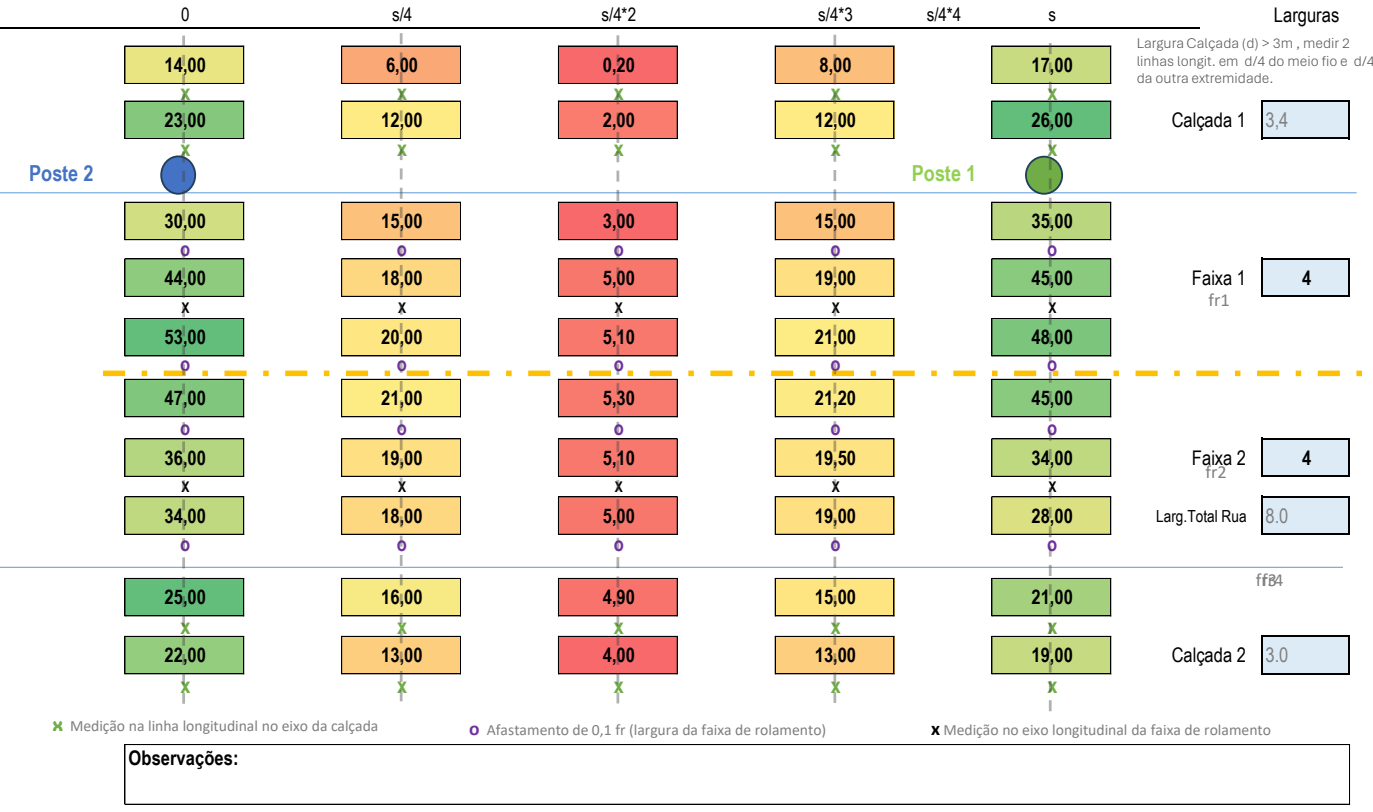 0 s/4 s/4*2 s/4*3 s/4*4 s Larguras
Largura Calçada (d) > 3m , medir 2
linhas longit. em d/4 do meio fio e d/4
da outra extremidade.
14,00 6,00 0,20 8,00 17,00
x x x x x
23,00 12,00 2,00 12,00 26,00 Calçada 1 3,4
x x x x x
Poste 2 Poste 1
30,00 15,00 3,00 15,00 35,00
o o o o o
44,00 18,00 5,00 19,00 45,00 Faixa 1 4
fr1
x x x x x
53,00 20,00 5,10 21,00 48,00
o o o o o
47,00 21,00 5,30 21,20 45,00
o o o o o
36,00 19,00 5,10 19,50 34,00 Faixa 2 4
fr2
x x x x x
34,00 18,00 5,00 19,00 28,00 Larg.Total Rua 8.0
o o o o o
25,00 16,00 4,90 15,00 21,00
x x x x x
22,00 13,00 4,00 13,00 19,00 Calçada 2 3.0
x x x x x
x Medição na linha longitudinal no eixo da calçada o Afastamento de 0,1 fr (largura da faixa de rolamento) x Medição no eixo longitudinal da faixa de rolamento
Observações: